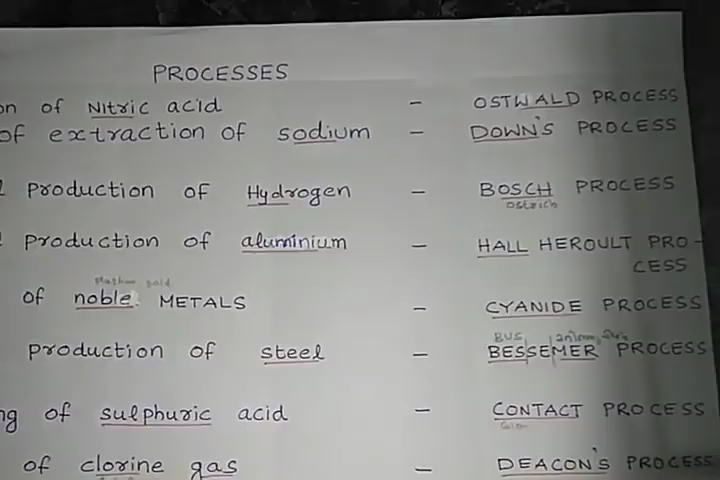 PROCESSES
on of Nitric acid - OSTWALD PROCESS
of extraction of sodium - DOWN'S PROCESS
l production of Hydrogen - BOSCH PROCESS
ostrich
l production of aluminium - HALL HEROULT PRO-
CESS
gold
of noble METALS - CYANIDE PROCESS
BUS
production of steel - BESSEMER PROCESS
ng of sulphuric acid - CONTACT PROCESS
of clorine gas - DEACON'S PROCESS